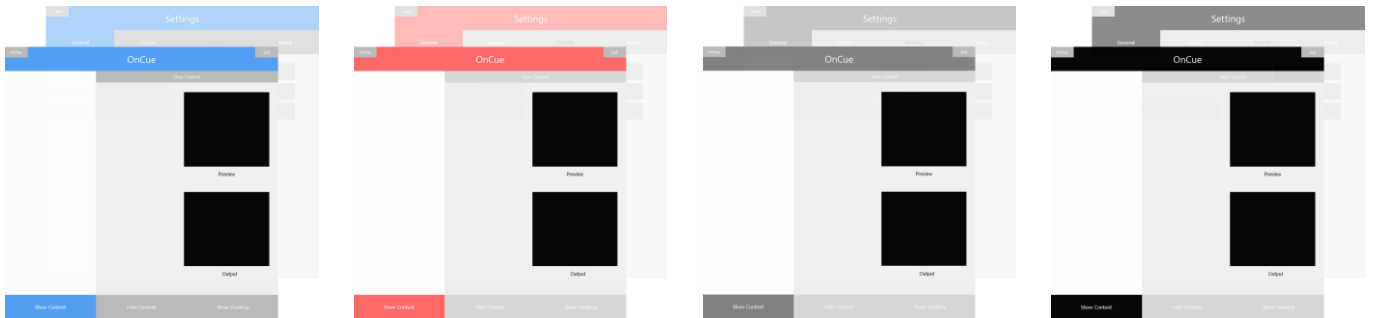 Settings
General
OnCue
Clear Content
Preview
Output
Show Content
Hide Content
Show Desktop
Settings
General
OnCue
Clear Content
Preview
Output
Show Content
Hide Content
Show Desktop
Settings
OnCue
Clear Content
Preview
Output
Show Content
Hide Content
Show Desktop
Settings
General
OnCue
Clear Content
Preview
Output
Show Content
Hide Content
Show Desktop